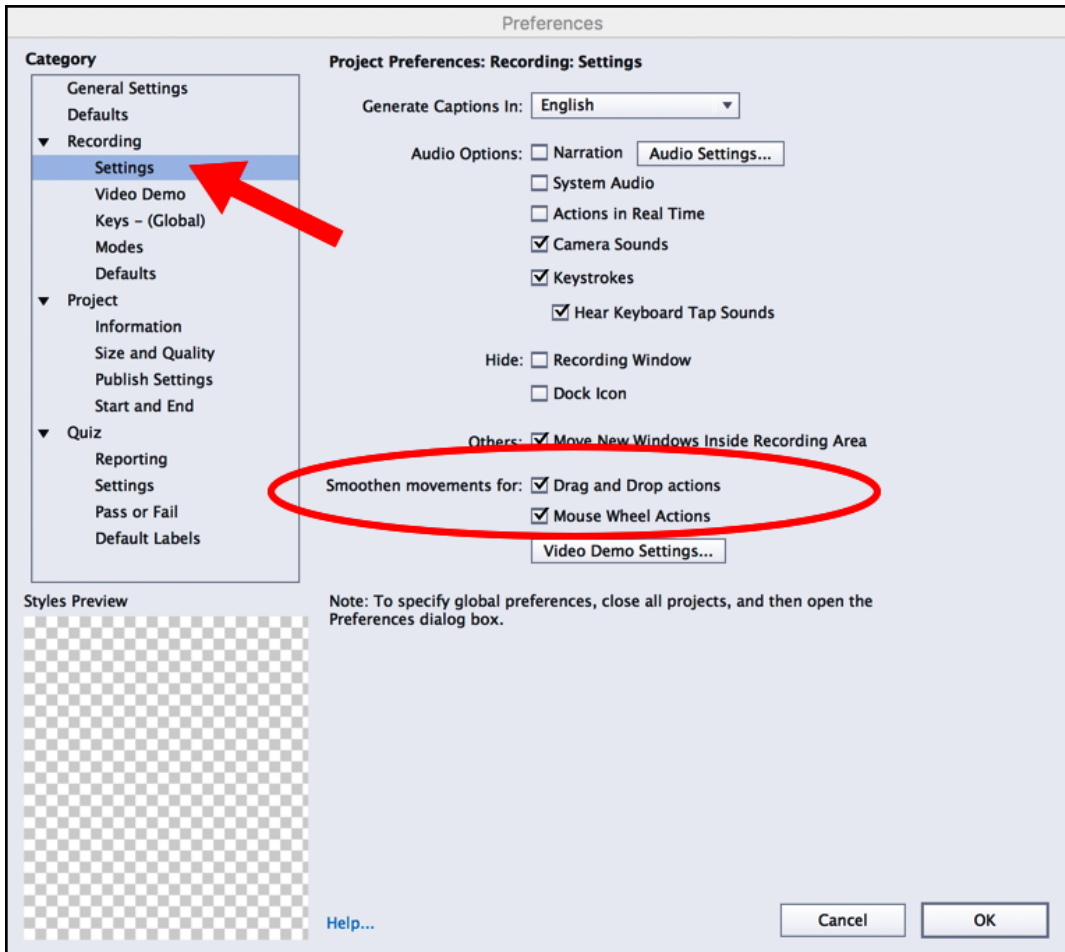 Preferences
Category
General Settings
Defaults
Recording
Settings
Video Demo
Keys – (Global)
Modes
Defaults
Project
Information
Size and Quality
Publish Settings
Start and End
Quiz
Reporting
Settings
Pass or Fail
Default Labels
Styles Preview
Project Preferences: Recording: Settings
Generate Captions In: English
Audio Options: Narration Audio Settings...
System Audio
Actions in Real Time
Camera Sounds
Keystrokes
Hear Keyboard Tap Sounds
Hide: Recording Window
Dock Icon
Others: Move New Windows Inside Recording Area
Smoothen movements for: Drag and Drop actions
Mouse Wheel Actions
Video Demo Settings...
Note: To specify global preferences, close all projects, and then open the
Preferences dialog box.
Help...
Cancel OK